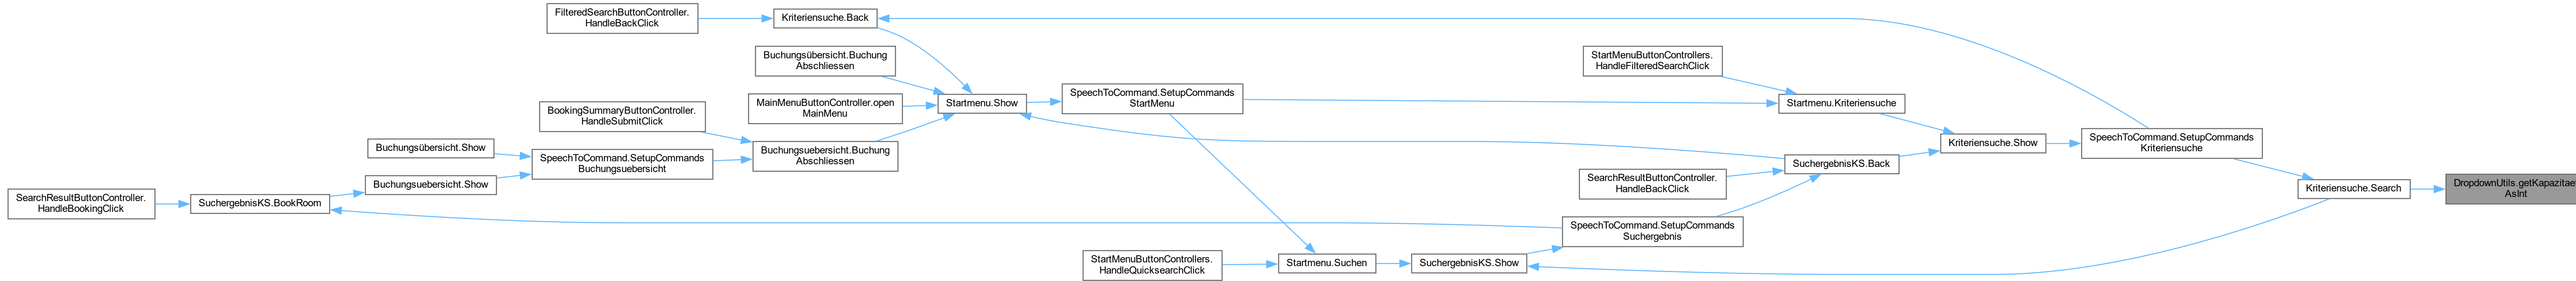 FilteredSearchButtonController.
HandleBackClick
Kriteriensuche.Back
Buchungsübersicht.Buchung
Abschliessen
StartMenuButtonControllers.
HandleFilteredSearchClick
MainMenuButtonController.open
MainMenu
Startmenu.Show
SpeechToCommand.SetupCommands
StartMenu
Startmenu.Kriteriensuche
BookingSummaryButtonController.
HandleSubmitClick
Buchungsübersicht.Show
SpeechToCommand.SetupCommands
Buchungsuebersicht
Buchungsuebersicht.Buchung
Abschliessen
SuchergebnisKS.Back
Kriteriensuche.Show
SpeechToCommand.SetupCommands
Kriteriensuche
SearchResultButtonController.
HandleBookingClick
SuchergebnisKS.BookRoom
Buchungsuebersicht.Show
SearchResultButtonController.
HandleBackClick
Kriteriensuche.Search
DropdownUtils.getKapazitae
AsInt
SpeechToCommand.SetupCommands
Suchergebnis
StartMenuButtonControllers.
HandleQuicksearchClick
Startmenu.Suchen
SuchergebnisKS.Show